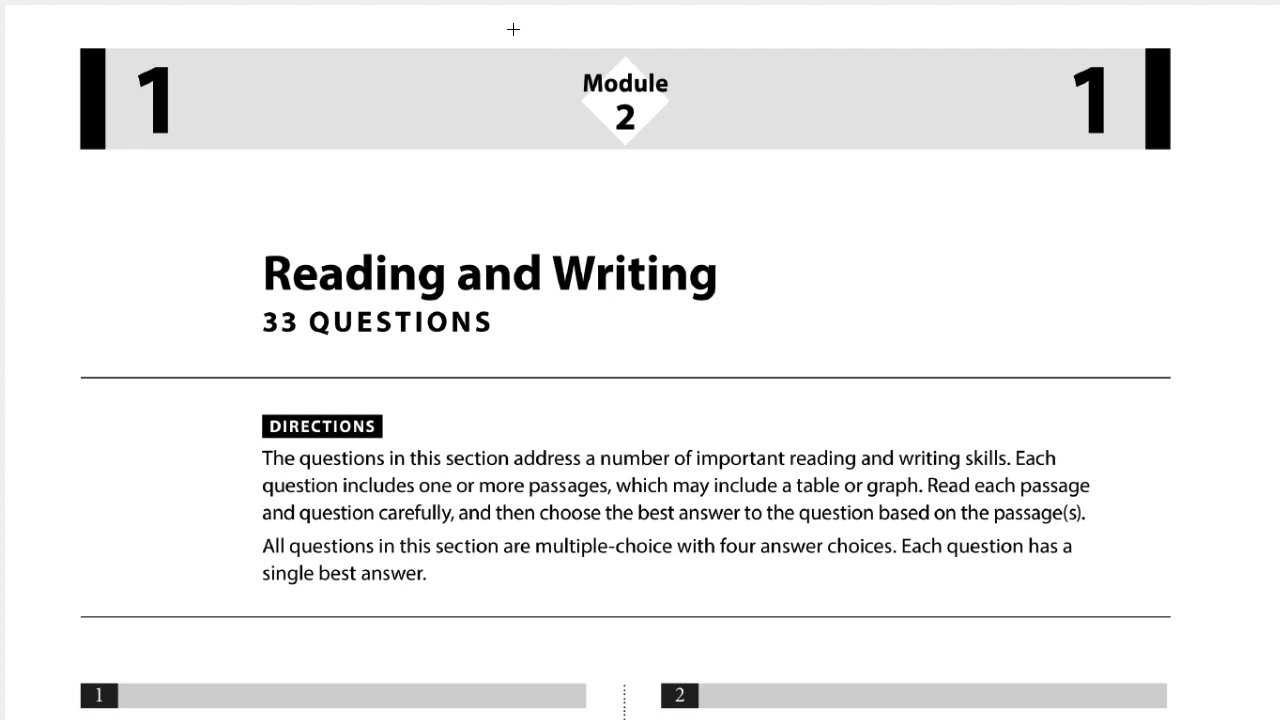 1
Module
2
1
Reading and Writing
33 QUESTIONS
DIRECTIONS
The questions in this section address a number of important reading and writing skills. Each
question includes one or more passages, which may include a table or graph. Read each passage
and question carefully, and then choose the best answer to the question based on the passage(s).
All questions in this section are multiple-choice with four answer choices. Each question has a
single best answer.
1
2